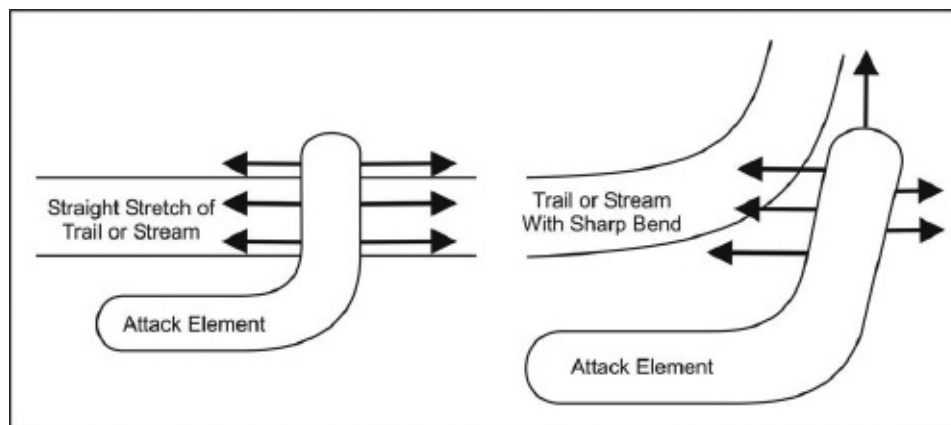 Straight Stretch of
Trail or Stream
Attack Element
Trail or Stream
With Sharp Bend
Attack Element